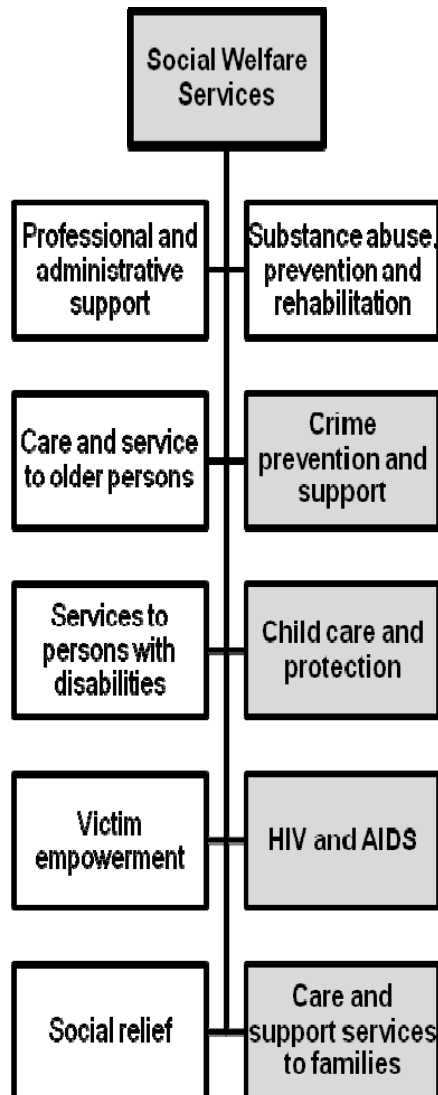 Social Welfare
Services
Professional and
administrative
support
Substance abuse,
prevention and
rehabilitation
Care and service
to older persons
Crime
prevention and
support
Services to
persons with
disabilities
Child care and
protection
Victim
empowerment
HIV and AIDS
Social relief
Care and
support services
to families